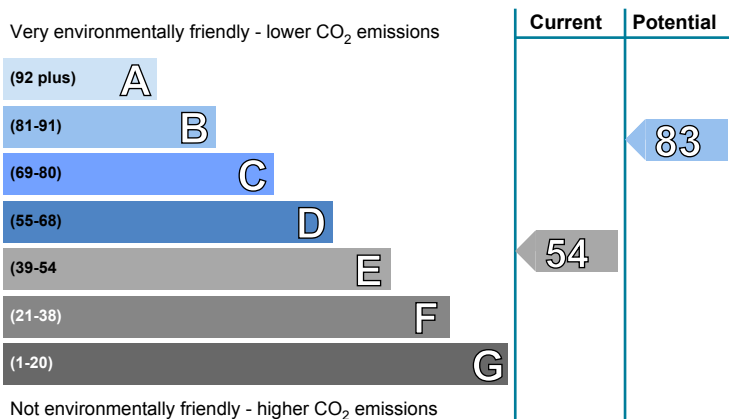 Current Potential
Very environmentally friendly - lower CO₂ emissions
(92 plus) A
(81-91) B
83
(69-80) C
(55-68) D
54
(39-54 E
(21-38) F
(1-20) G
Not environmentally friendly - higher CO₂ emissions